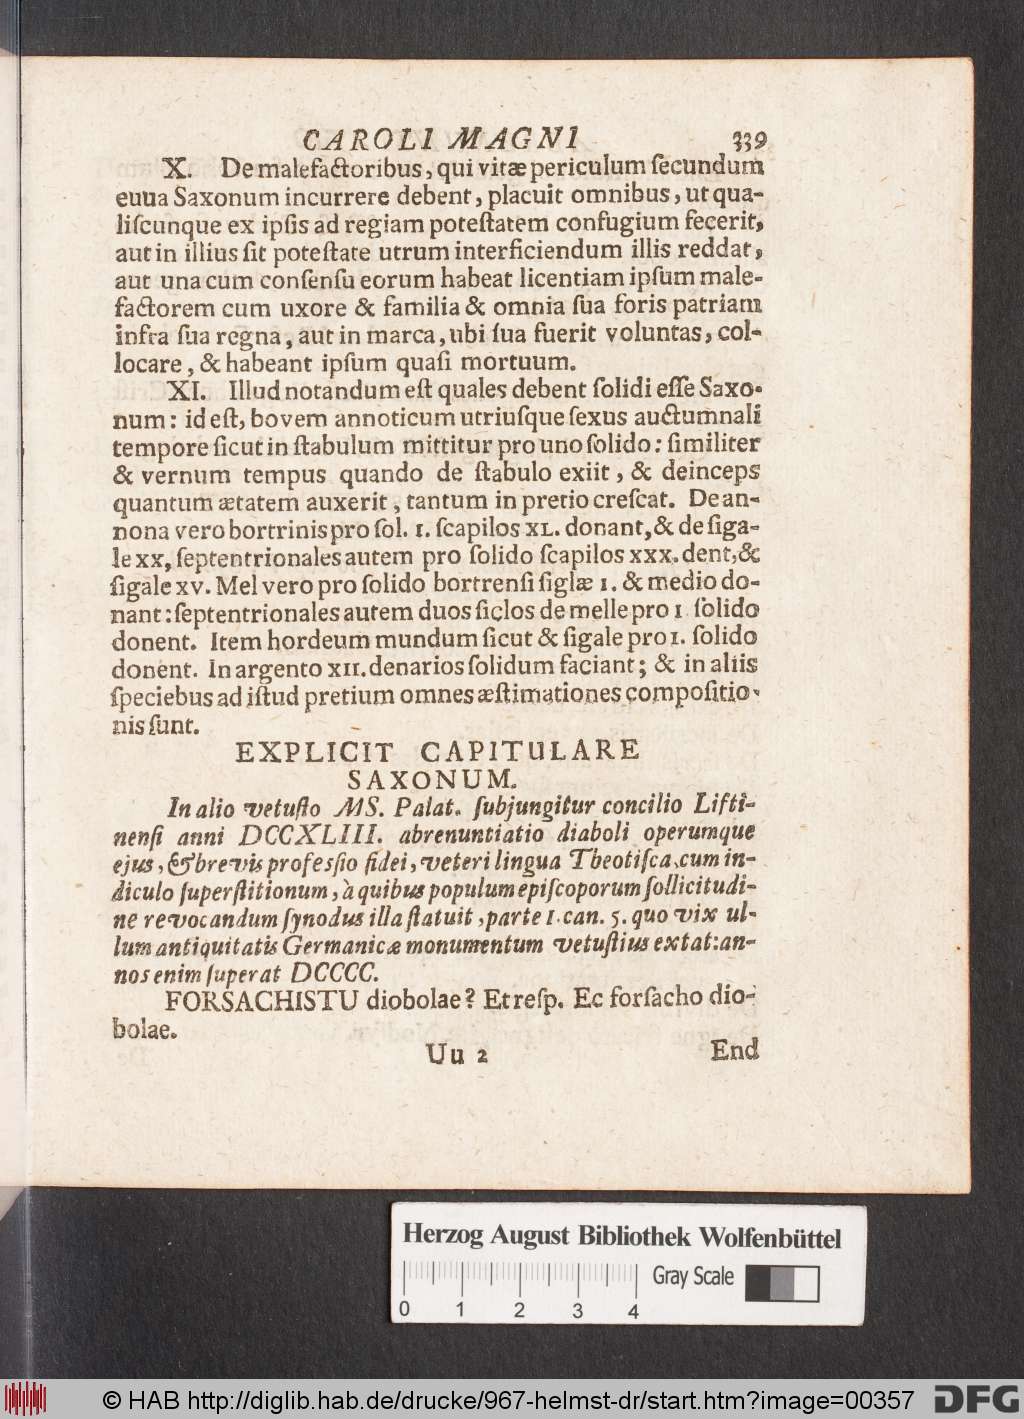 CAROLI MAGNI 339
X. De malefactoribus, qui vitæ periculum ſecundum
euua Saxonum incurrere debent, placuit omnibus, ut qua-
liſcunque ex ipſis ad regiam poteſtatem confugium fecerit,
aut in illius ſit poteſtate utrum interficiendum illis reddat,
aut una cum conſenſu eorum habeat licentiam ipſum male-
factorem cum uxore & familia & omnia ſua foris patriam
infra ſua regna, aut in marca, ubi ſua fuerit voluntas, col-
locare, & habeant ipſum quaſi mortuum.
XI. Illud notandum eſt quales debent ſolidi eſſe Saxo-
num: id eſt, bovem annoticum utriuſque ſexus auctumnali
tempore ſicut in ſtabulum mittitur pro uno ſolido: ſimiliter
& vernum tempus quando de ſtabulo exiit, & deinceps
quantum ætatem auxerit, tantum in pretio creſcat. De an-
nona vero bortrinis pro ſol. I. ſcapilos XL. donant, & de ſiga-
le XX, ſeptentrionales autem pro ſolido ſcapilos XXX. dent, &
ſigale XV. Mel vero pro ſolido bortrenſi ſiglæ I. & medio do-
nant: ſeptentrionales autem duos ſiclos de melle pro I ſolido
donent. Item hordeum mundum ſicut & ſigale pro I. ſolido
donent. In argento XII. denarios ſolidum faciant; & in aliis
ſpeciebus ad iſtud pretium omnes æſtimationes compoſitio-
nis ſunt.
EXPLICIT CAPITULARE
SAXONUM.
In alio vetuſto MS. Palat. ſubjungitur concilio Lifti-
nenſi anni DCCXLIII. abrenuntiatio diaboli operumque
ejus, & brevis profeſſio fidei, veteri lingua Theotiſca, cum in-
diculo ſuperſtitionum, à quibus populum epiſcoporum ſollicitudi-
ne revocandum ſynodus illa ſtatuit, parte I. can. 5. quo vix ul-
lum antiquitatis Germanicæ monumentum vetuſtius extat: an-
nos enim ſuperat DCCCC.
FORSACHISTU diobolae? Et reſp. Ec forſacho dio-
bolae.
Uu 2 End
Herzog August Bibliothek Wolfenbüttel
Gray Scale
0 1 2 3 4
© HAB http://diglib.hab.de/drucke/967-helmst-dr/start.htm?image=00357 DFG